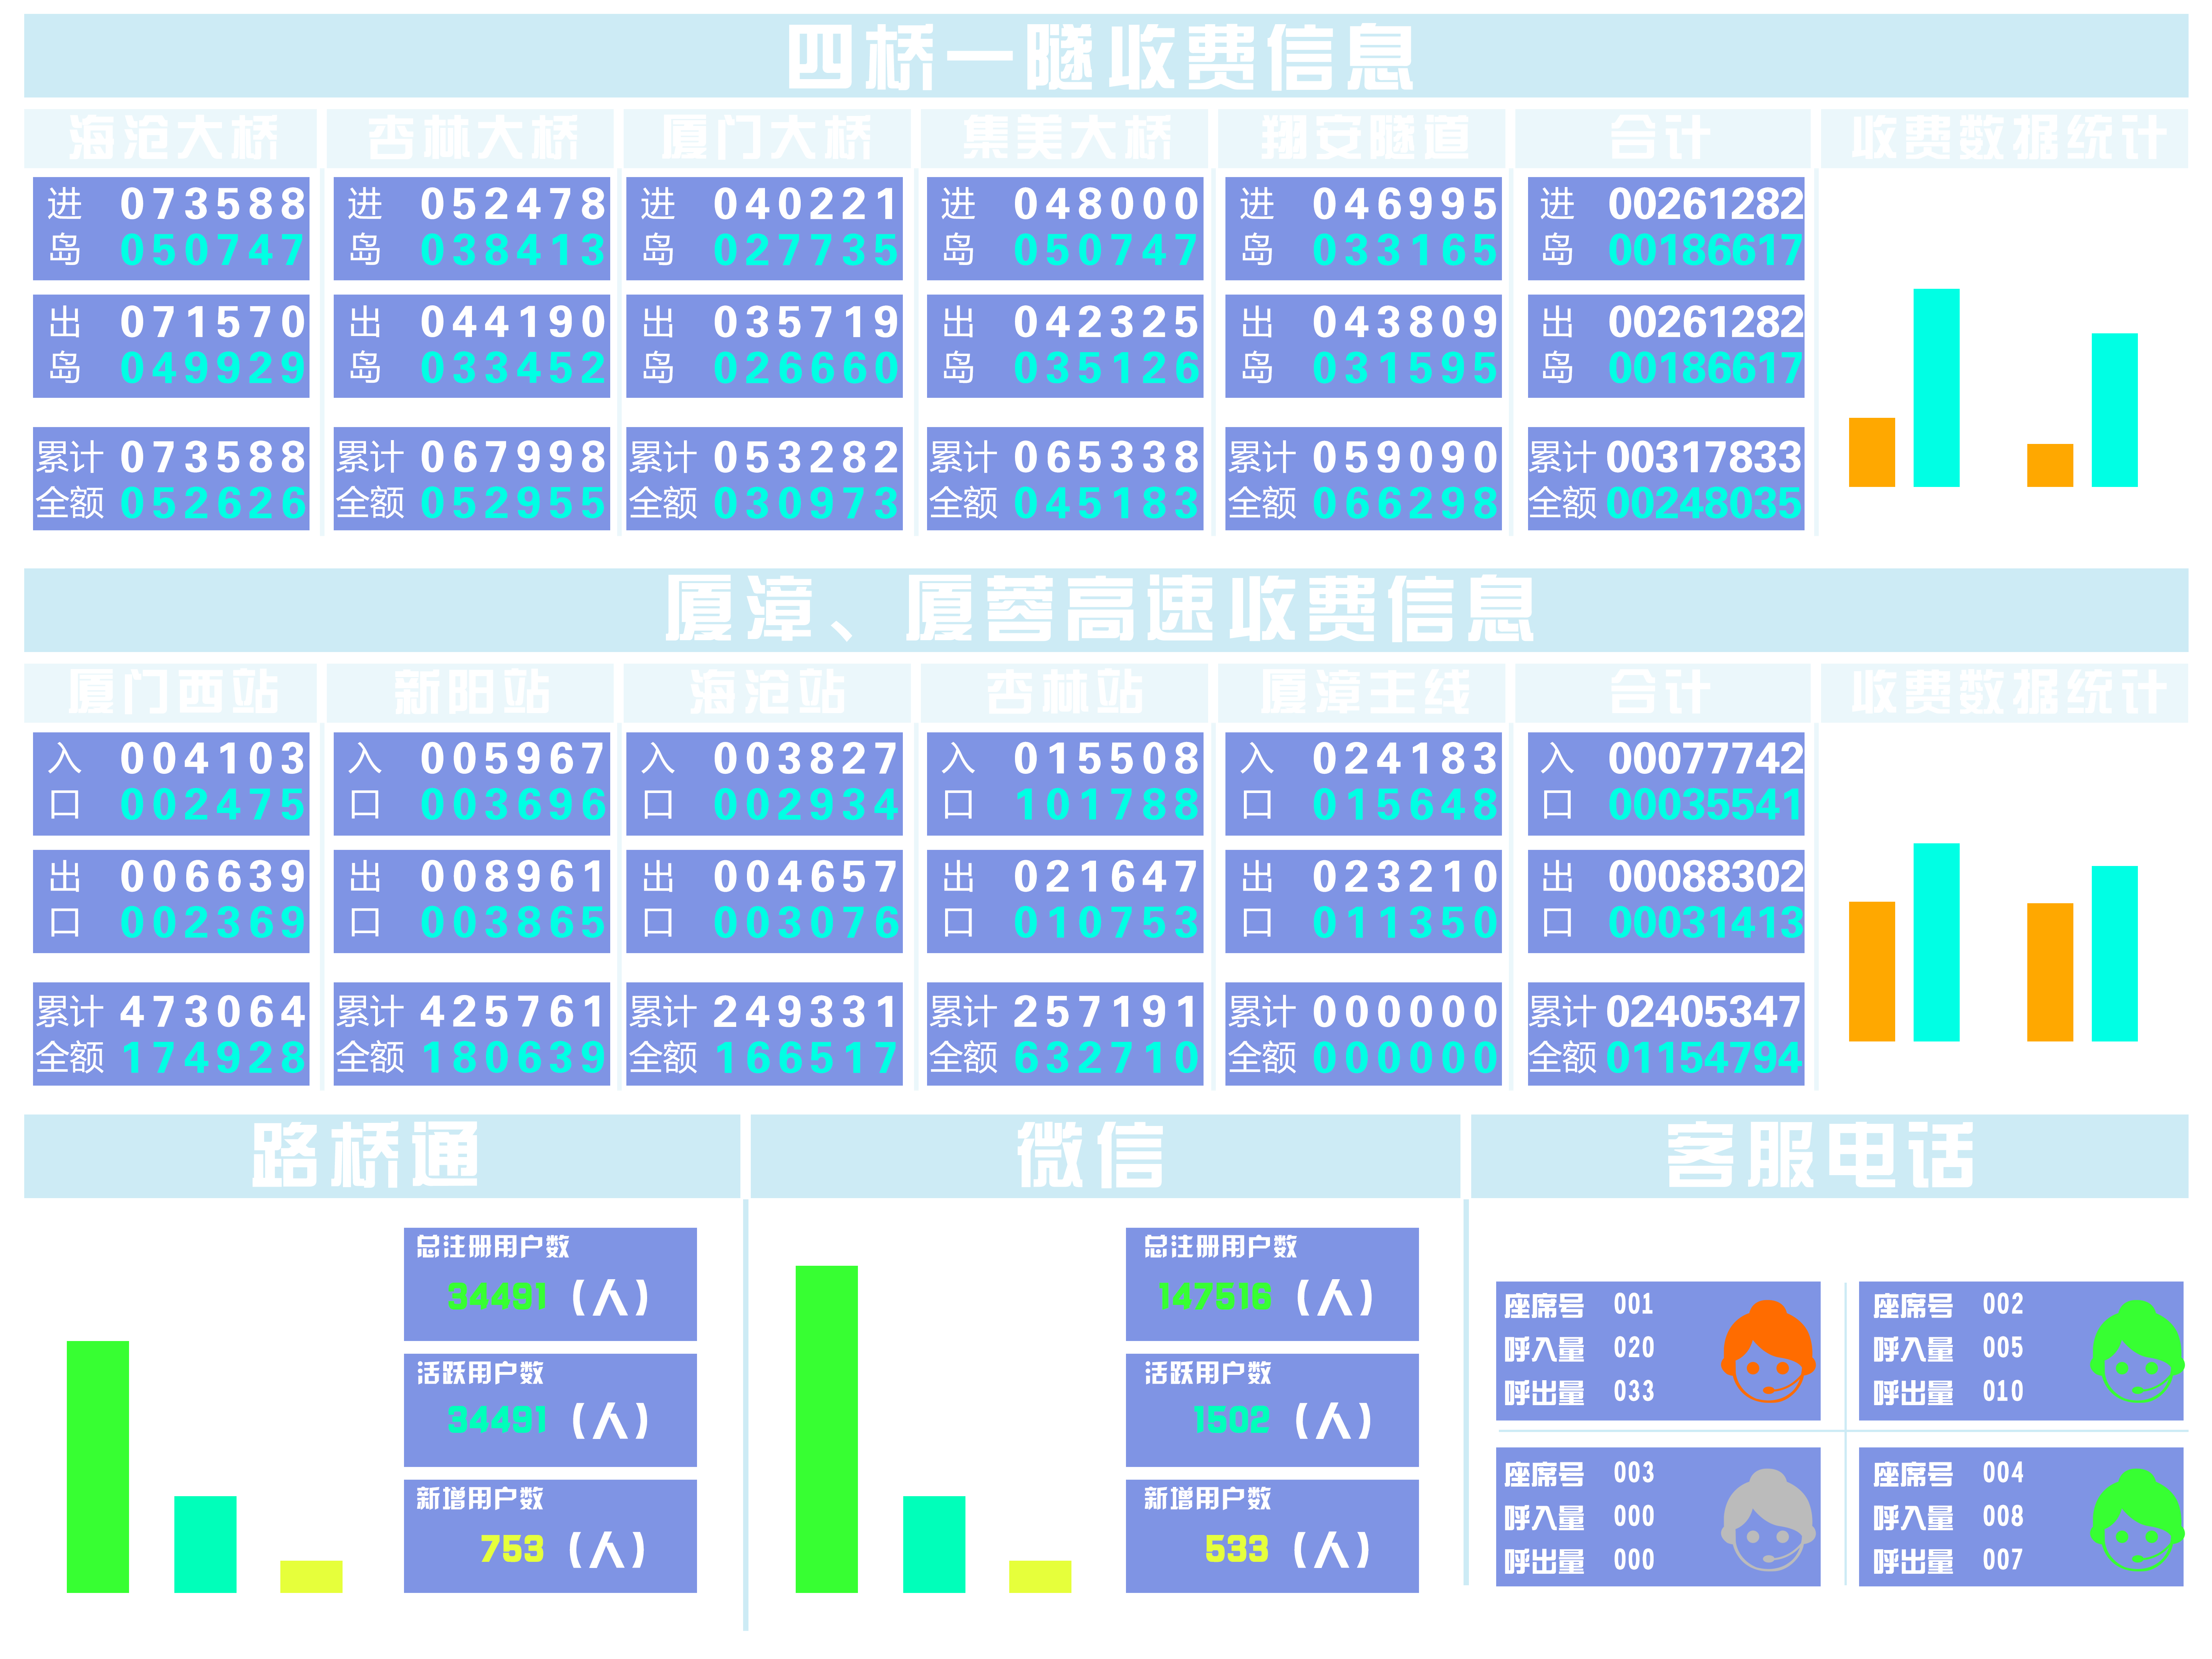 四桥一隧收费信息
海沧大桥 杏林大桥 厦门大桥 集美大桥 翔安隧道 合计 收费数据统计
进 073588 进 052478 进 040221 进 048000 进 046995 进 00261282
岛 050747 岛 038413 岛 027735 岛 050747 岛 033165 岛 00186617
出 071570 出 044190 出 035719 出 042325 出 043809 出 00261282
岛 049929 岛 033452 岛 026660 岛 035126 岛 031595 岛 00186617
累计 073588 累计 067998 累计 053282 累计 065338 累计 059090 累计 00317833
全额 052626 全额 052955 全额 030973 全额 045183 全额 066298 全额 00248035
厦漳、厦蓉高速收费信息
厦门西站 新阳站 海沧站 杏林站 厦漳主线 合计 收费数据统计
入 004103 入 005967 入 003827 入 015508 入 024183 入 00077742
口 002475 口 003696 口 002934 口 101788 口 015648 口 00035541
出 006639 出 008961 出 004657 出 021647 出 023210 出 00088302
口 002369 口 003865 口 003076 口 010753 口 011350 口 00031413
累计 473064 累计 425761 累计 249331 累计 257191 累计 000000 累计 02405347
全额 174928 全额 180639 全额 166517 全额 632710 全额 000000 全额 01154794
路桥通
总注册用户数
34491（人）
活跃用户数
34491（人）
新增用户数
753（人）
微信
总注册用户数
147516（人）
活跃用户数
1502（人）
新增用户数
533（人）
客服电话
座席号 001
呼入量 020
呼出量 033
座席号 002
呼入量 005
呼出量 010
座席号 003
呼入量 000
呼出量 000
座席号 004
呼入量 008
呼出量 007